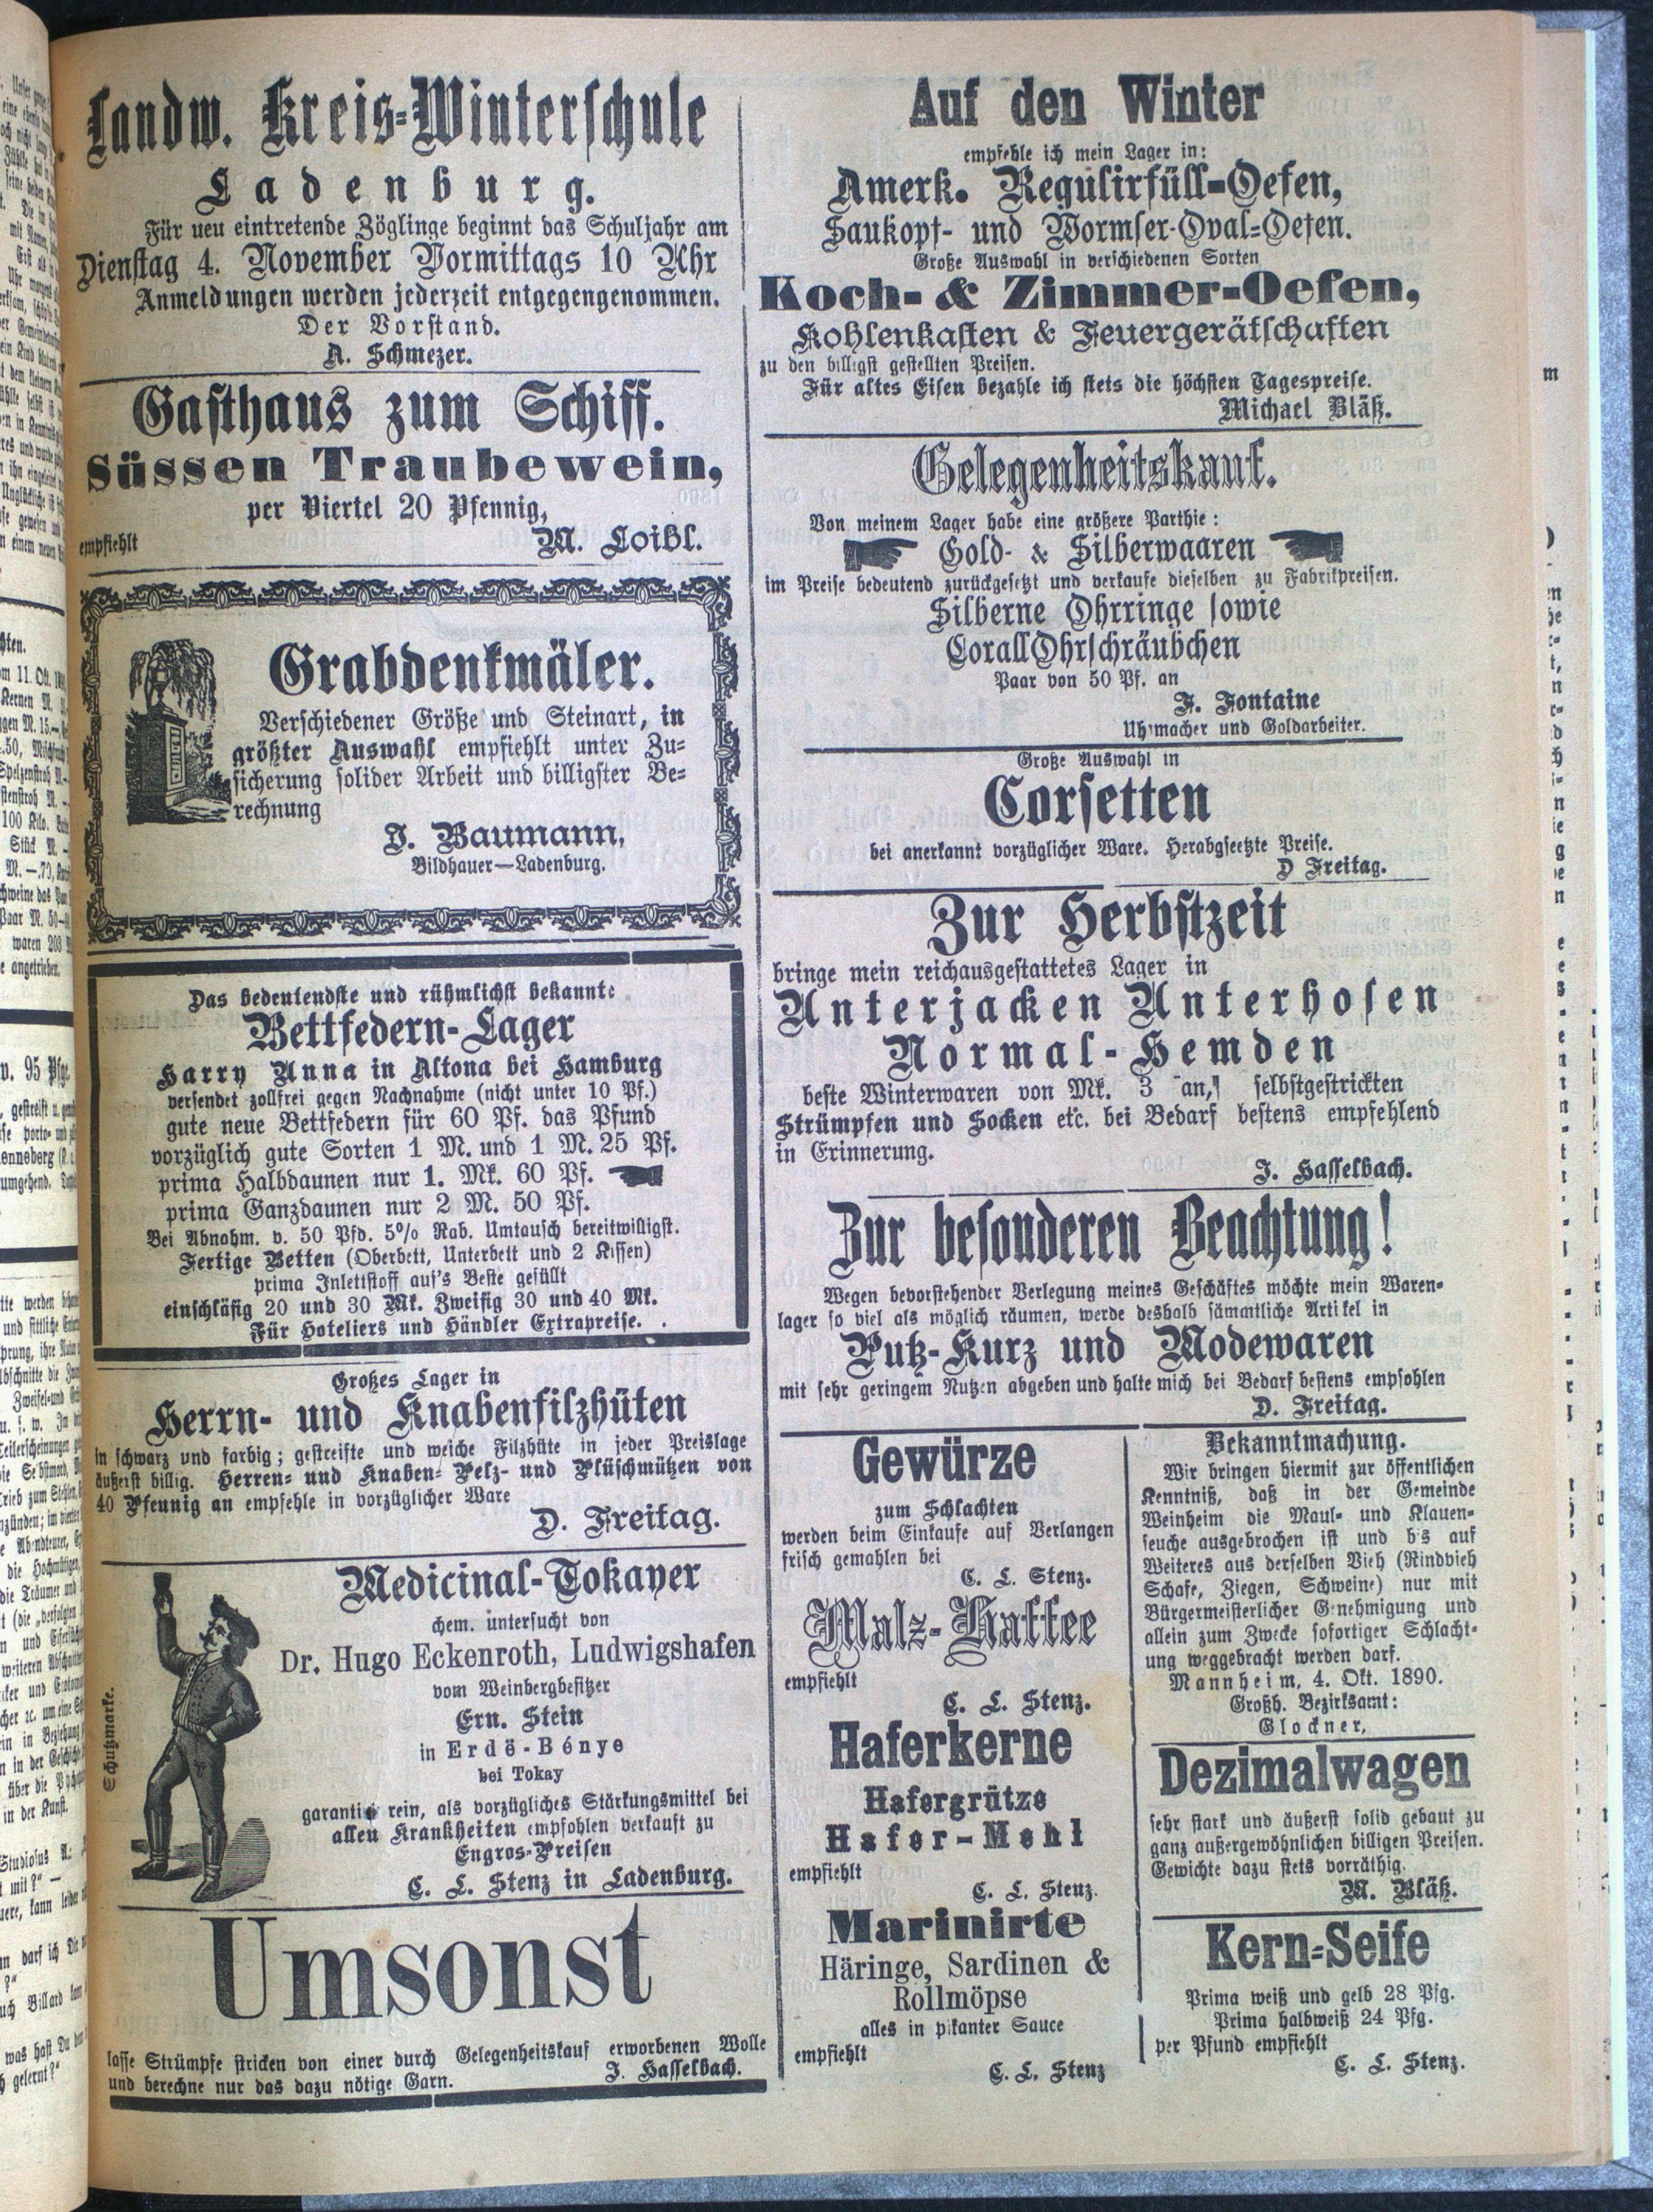 Landw. Kreis=Winterschule
Ladenburg.
Für neu eintretende Zöglinge beginnt das Schuljahr am
Dienstag 4. November Vormittags 10 Uhr
Anmeldungen werden jederzeit entgegengenommen.
Der Vorstand.
A. Schmezer.
Gasthaus zum Schiff.
Süssen Traubewein,
per Viertel 20 Pfennig,
empfiehlt M. Loibl.
Grabdenkmäler.
Verschiedener Größe und Steinart, in
größter Auswahl empfiehlt unter Zu=
sicherung solider Arbeit und billigster Be=
rechnung
J. Baumann,
Bildhauer—Ladenburg.
Das bedeutendste und rühmlichst bekannte
Bettfedern-Lager
Harry Unna in Altona bei Hamburg
versendet zollfrei gegen Nachnahme (nicht unter 10 Pf.)
gute neue Bettfedern für 60 Pf. das Pfund
vorzüglich gute Sorten 1 M. und 1 M. 25 Pf.
prima Halbdaunen nur 1. Mk. 60 Pf.
prima Ganzdaunen nur 2 M. 50 Pf.
Bei Abnahm. v. 50 Pfd. 5% Rab. Umtausch bereitwilligst.
Fertige Betten (Oberbett, Unterbett und 2 Kissen)
prima Inlettstoff auf's Beste gefüllt
einschläfig 20 und 30 Mk. Zweifig 30 und 40 Mk.
Für Hoteliers und Händler Extrapreise.
Großes Lager in
Herrn- und Knabenfilzhüten
in schwarz und farbig; gestreifte und weiche Filzhüte in jeder Preislage
äußerst billig. Herren= und Knaben= Pelz- und Plüschmützen von
40 Pfennig an empfehle in vorzüglicher Ware
D. Freitag.
Medicinal-Tokayer
chem. untersucht von
Dr. Hugo Eckenroth, Ludwigshafen
vom Weinbergbesitzer
Ern. Stein
in Erdë-Bénye
bei Tokay
garantie rein, als vorzügliches Stärkungsmittel bei
allen Krankheiten empfohlen verkauft zu
Engros=Preisen
C. L. Stenz in Ladenburg.
Schutzmarke.
Umsonst
lasse Strümpfe stricken von einer durch Gelegenheitskauf erworbenen Wolle
und berechne nur das dazu nötige Garn. J. Hasselbach.
Auf den Winter
empfehle ich mein Lager in:
Amerk. Regulirfüll=Oefen,
Saukopf- und Wormser-Oval=Oefen.
Große Auswahl in verschiedenen Sorten
Koch- & Zimmer-Oefen,
Kohlenkasten & Feuergerätschaften
zu den billigst gestellten Preisen.
Für altes Eisen bezahle ich stets die höchsten Tagespreise.
Michael Bläß.
Gelegenheitskauf.
Von meinem Lager habe eine größere Parthie:
Gold- & Silberwaaren
im Preise bedeutend zurückgesetzt und verkaufe dieselben zu Fabrikpreisen.
Silberne Ohrringe sowie
Corall Ohrschräubchen
Paar von 50 Pf. an
J. Fontaine
Uhrmacher und Goldarbeiter.
Große Auswahl in
Corsetten
bei anerkannt vorzüglicher Ware. Herabgseetzte Preise.
D Freitag.
Zur Herbstzeit
bringe mein reichausgestattetes Lager in
Unterjacken Unterhosen
Normal-Hemden
beste Winterwaren von Mk. 3 an, selbstgestrickten
Strümpfen und Socken etc. bei Bedarf bestens empfehlend
in Erinnerung.
J. Hasselbach.
Zur besonderen Beachtung!
Wegen bevorstehender Verlegung meines Geschäftes möchte mein Waren=
lager so viel als möglich räumen, werde deshalb sämmtliche Artikel in
Putz-Kurz und Modewaren
mit sehr geringem Nutzen abgeben und halte mich bei Bedarf bestens empfohlen
D. Freitag.
Gewürze
zum Schlachten
werden beim Einkaufe auf Verlangen
frisch gemahlen bei
C. L. Stenz.
Malz-Kaffee
empfiehlt
C. L. Stenz.
Haferkerne
Hafergrütze
Hafer-Mehl
empfiehlt
C. L. Stenz.
Marinirte
Häringe, Sardinen &
Rollmöpse
alles in pikanter Sauce
empfiehlt
C. L. Stenz
Bekanntmachung.
Wir bringen hiermit zur öffentlichen
Kenntniß, daß in der Gemeinde
Weinheim die Maul= und Klauen=
seuche ausgebrochen ist und bis auf
Weiteres aus derselben Vieh (Rindvieh
Schafe, Ziegen, Schweine) nur mit
Bürgermeisterlicher Genehmigung und
allein zum Zwecke sofortiger Schlacht=
ung weggebracht werden darf.
Mannheim, 4. Okt. 1890.
Großh. Bezirksamt:
Glockner,
Dezimalwagen
sehr stark und äußerst solid gebaut zu
ganz außergewöhnlichen billigen Preisen.
Gewichte dazu stets vorräthig.
M. Bläß.
Kern=Seife
Prima weiß und gelb 28 Pfg.
Prima halbweiß 24 Pfg.
per Pfund empfiehlt
C. L. Stenz.